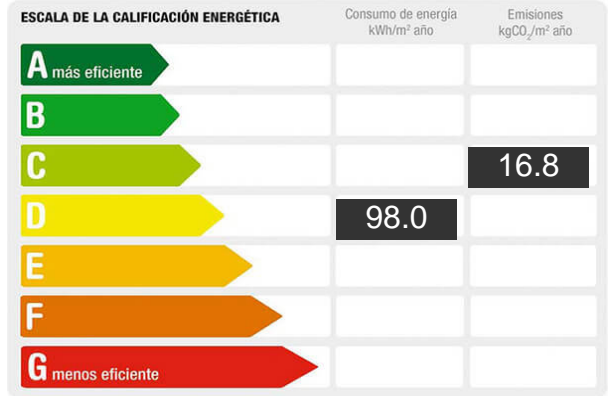 ESCALA DE LA CALIFICACIÓN ENERGÉTICA
Consumo de energía
kWh/m² año
Emisiones
kgCO₂/m² año
A más eficiente
B
C
16.8
D
98.0
E
F
G menos eficiente